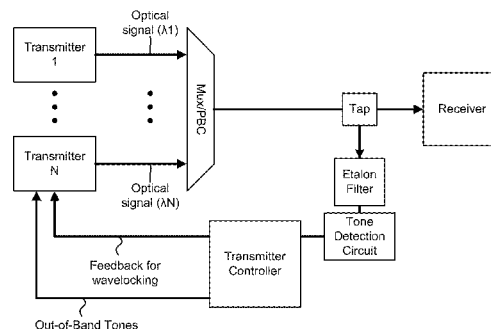 Optical
signal (λ1)
Transmitter
1
Mux/PBC
Tap
Receiver
Transmitter
N
Optical
signal (λN)
Etalon
Filter
Tone
Detection
Circuit
Transmitter
Controller
Feedback for
wavelocking
Out-of-Band Tones